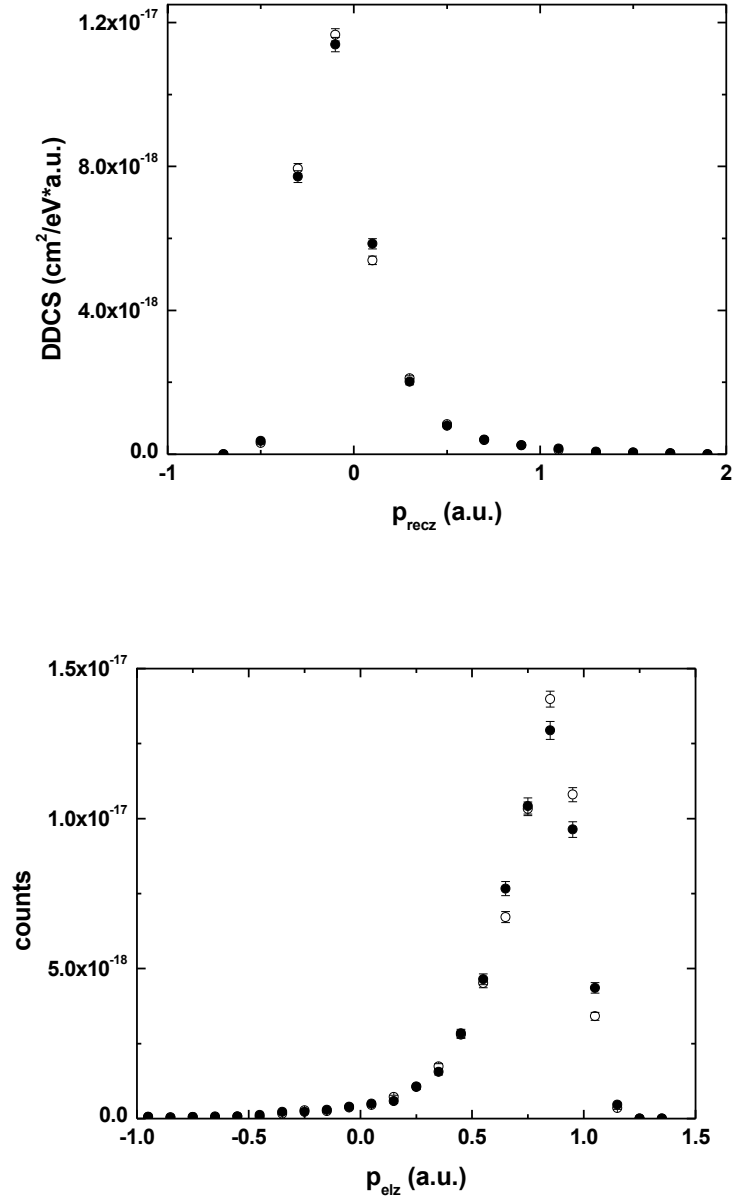 1.2x10⁻¹⁷
8.0x10⁻¹⁸
4.0x10⁻¹⁸
0.0
DDCS (cm²/eV*a.u.)
-1 0 1 2
p_recz (a.u.)
1.5x10⁻¹⁷
1.0x10⁻¹⁷
5.0x10⁻¹⁸
0.0
counts
-1.0 -0.5 0.0 0.5 1.0 1.5
p_elz (a.u.)